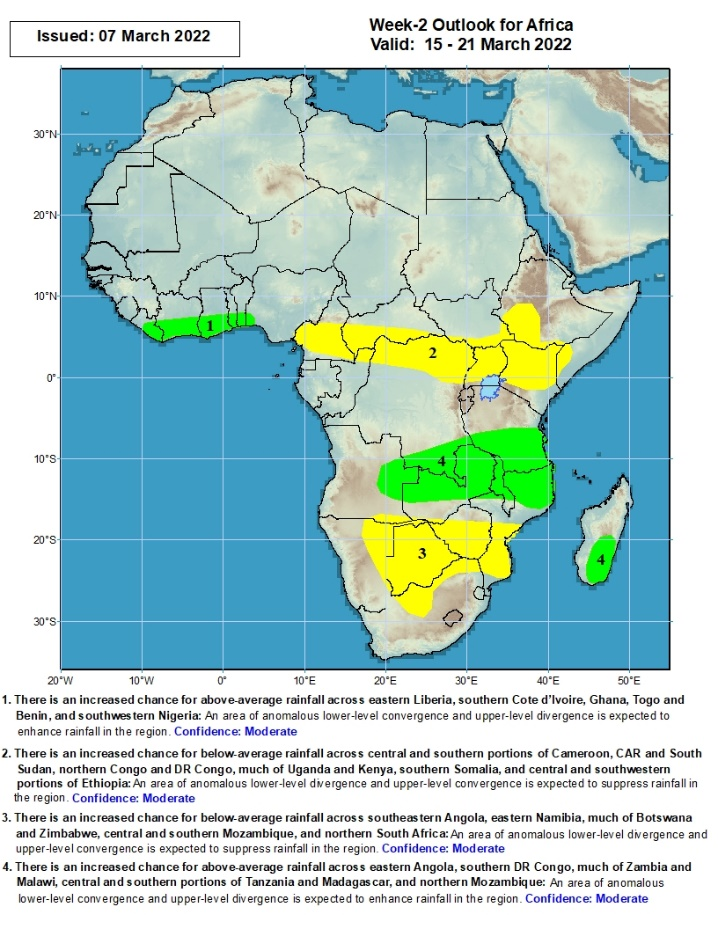 Issued: 07 March 2022
Week-2 Outlook for Africa
Valid: 15 - 21 March 2022
30°N
20°N
10°N
0°
10°S
20°S
30°S
1
2
4
3
4
20°W
10°W
0°
10°E
20°E
30°E
40°E
50°E
1. There is an increased chance for above-average rainfall across eastern Liberia, southern Cote d'Ivoire, Ghana, Togo and
Benin, and southwestern Nigeria: An area of anomalous lower-level convergence and upper-level divergence is expected to
enhance rainfall in the region. Confidence: Moderate
2. There is an increased chance for below-average rainfall across central and southern portions of Cameroon, CAR and South
Sudan, northern Congo and DR Congo, much of Uganda and Kenya, southern Somalia, and central and southwestern
portions of Ethiopia: An area of anomalous lower-level divergence and upper-level convergence is expected to suppress rainfall in
the region. Confidence: Moderate
3. There is an increased chance for below-average rainfall across southeastern Angola, eastern Namibia, much of Botswana
and Zimbabwe, central and southern Mozambique, and northern South Africa: An area of anomalous lower-level divergence and
upper-level convergence is expected to suppress rainfall in the region. Confidence: Moderate
4. There is an increased chance for above-average rainfall across eastern Angola, southern DR Congo, much of Zambia and
Malawi, central and southern portions of Tanzania and Madagascar, and northern Mozambique: An area of anomalous
lower-level convergence and upper-level divergence is expected to enhance rainfall in the region. Confidence: Moderate